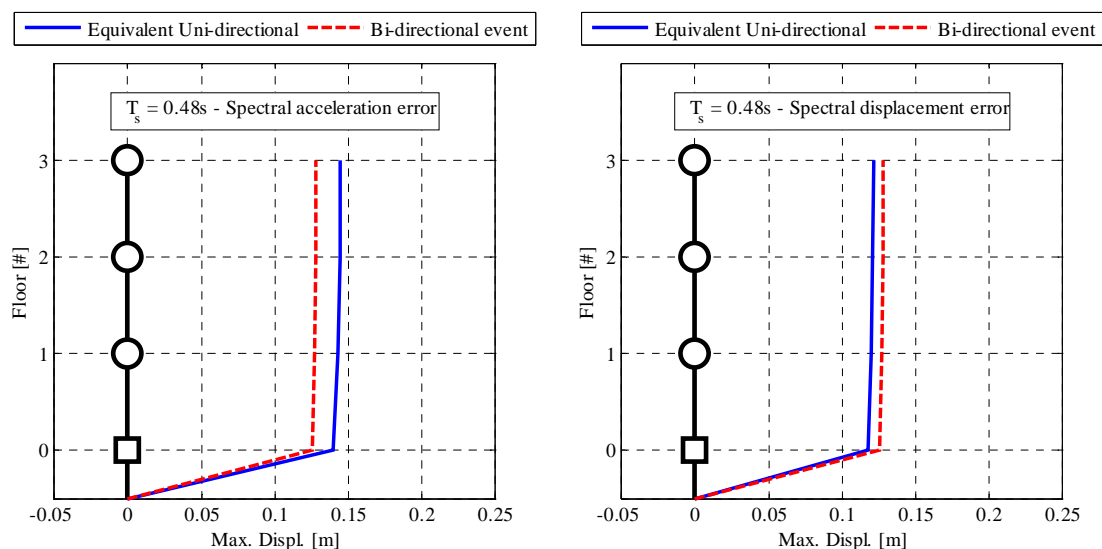 Equivalent Uni-directional Bi-directional event
T_s = 0.48s - Spectral acceleration error
3
2
1
0
Floor [#]
-0.05 0 0.05 0.1 0.15 0.2 0.25
Max. Displ. [m]
Equivalent Uni-directional Bi-directional event
T_s = 0.48s - Spectral displacement error
3
2
1
0
Floor [#]
-0.05 0 0.05 0.1 0.15 0.2 0.25
Max. Displ. [m]